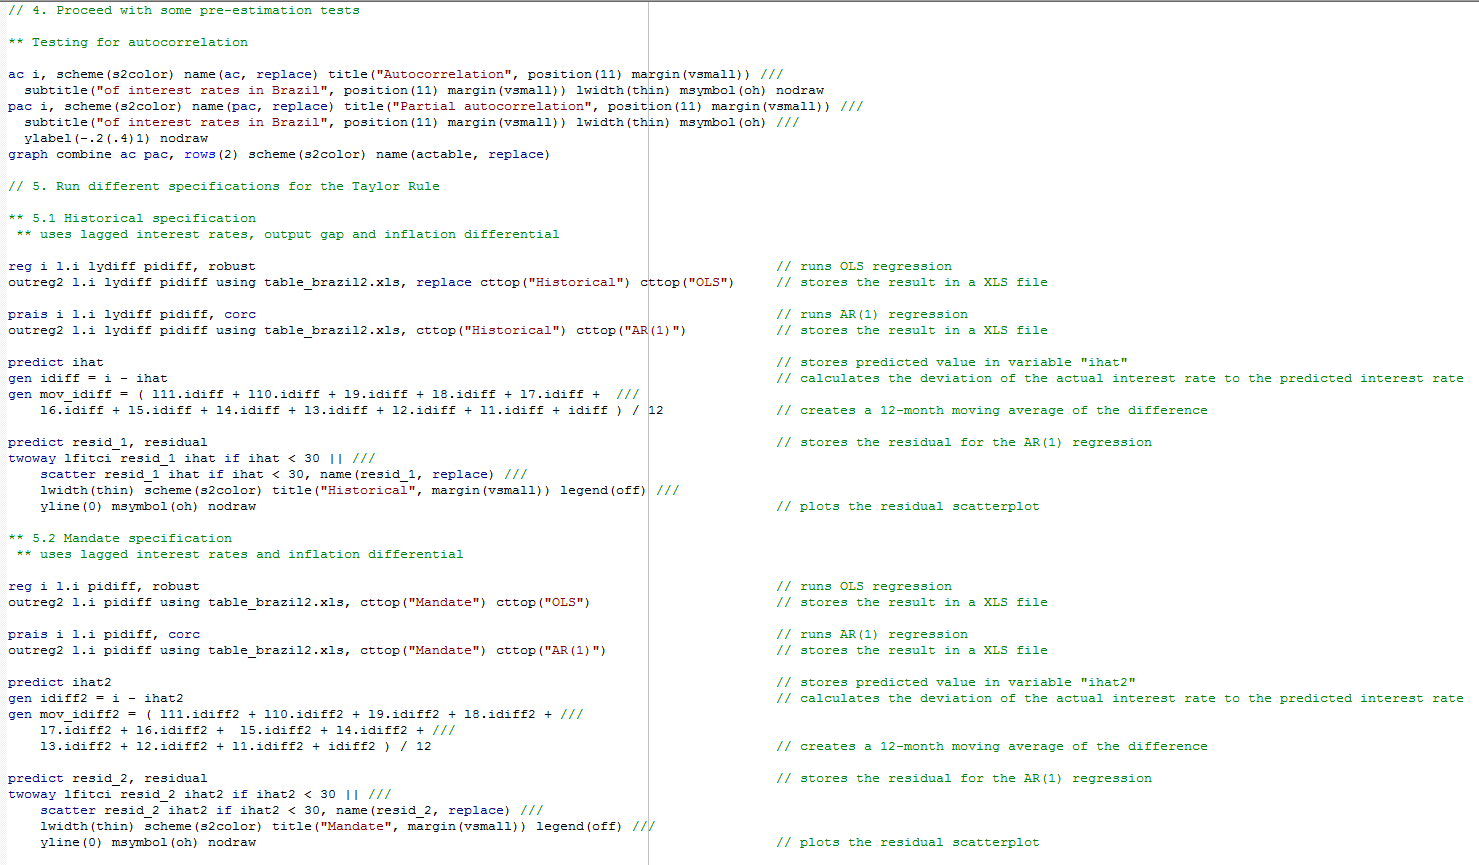 // 4. Proceed with some pre-estimation tests
** Testing for autocorrelation
ac i, scheme(s2color) name(ac, replace) title("Autocorrelation", position(11) margin(vsmall)) ///
subtitle("of interest rates in Brazil", position(11) margin(vsmall)) lwidth(thin) msymbol(oh) nodraw
pac i, scheme(s2color) name(pac, replace) title("Partial autocorrelation", position(11) margin(vsmall)) ///
subtitle("of interest rates in Brazil", position(11) margin(vsmall)) lwidth(thin) msymbol(oh) ///
ylabel(-.2(.4)1) nodraw
graph combine ac pac, rows(2) scheme(s2color) name(actable, replace)
// 5. Run different specifications for the Taylor Rule
** 5.1 Historical specification
** uses lagged interest rates, output gap and inflation differential
reg i l.i lydiff pidiff, robust // runs OLS regression
outreg2 l.i lydiff pidiff using table_brazil2.xls, replace cttop("Historical") cttop("OLS") // stores the result in a XLS file
prais i l.i lydiff pidiff, corc // runs AR(1) regression
outreg2 l.i lydiff pidiff using table_brazil2.xls, cttop("Historical") cttop("AR(1)") // stores the result in a XLS file
predict ihat // stores predicted value in variable "ihat"
gen idiff = i - ihat // calculates the deviation of the actual interest rate to the predicted interest rate
gen mov_idiff = ( l11.idiff + l10.idiff + l9.idiff + l8.idiff + l7.idiff + ///
l6.idiff + l5.idiff + l4.idiff + l3.idiff + l2.idiff + l1.idiff + idiff ) / 12 // creates a 12-month moving average of the difference
predict resid_1, residual // stores the residual for the AR(1) regression
twoway lfitci resid_1 ihat if ihat < 30 || ///
scatter resid_1 ihat if ihat < 30, name(resid_1, replace) ///
lwidth(thin) scheme(s2color) title("Historical", margin(vsmall)) legend(off) ///
yline(0) msymbol(oh) nodraw // plots the residual scatterplot
** 5.2 Mandate specification
** uses lagged interest rates and inflation differential
reg i l.i pidiff, robust // runs OLS regression
outreg2 l.i pidiff using table_brazil2.xls, cttop("Mandate") cttop("OLS") // stores the result in a XLS file
prais i l.i pidiff, corc // runs AR(1) regression
outreg2 l.i pidiff using table_brazil2.xls, cttop("Mandate") cttop("AR(1)") // stores the result in a XLS file
predict ihat2 // stores predicted value in variable "ihat2"
gen idiff2 = i - ihat2 // calculates the deviation of the actual interest rate to the predicted interest rate
gen mov_idiff2 = ( l11.idiff2 + l10.idiff2 + l9.idiff2 + l8.idiff2 + ///
l7.idiff2 + l6.idiff2 +  l5.idiff2 + l4.idiff2 + ///
l3.idiff2 + l2.idiff2 + l1.idiff2 + idiff2 ) / 12 // creates a 12-month moving average of the difference
predict resid_2, residual // stores the residual for the AR(1) regression
twoway lfitci resid_2 ihat2 if ihat2 < 30 || ///
scatter resid_2 ihat2 if ihat2 < 30, name(resid_2, replace) ///
lwidth(thin) scheme(s2color) title("Mandate", margin(vsmall)) legend(off) ///
yline(0) msymbol(oh) nodraw // plots the residual scatterplot